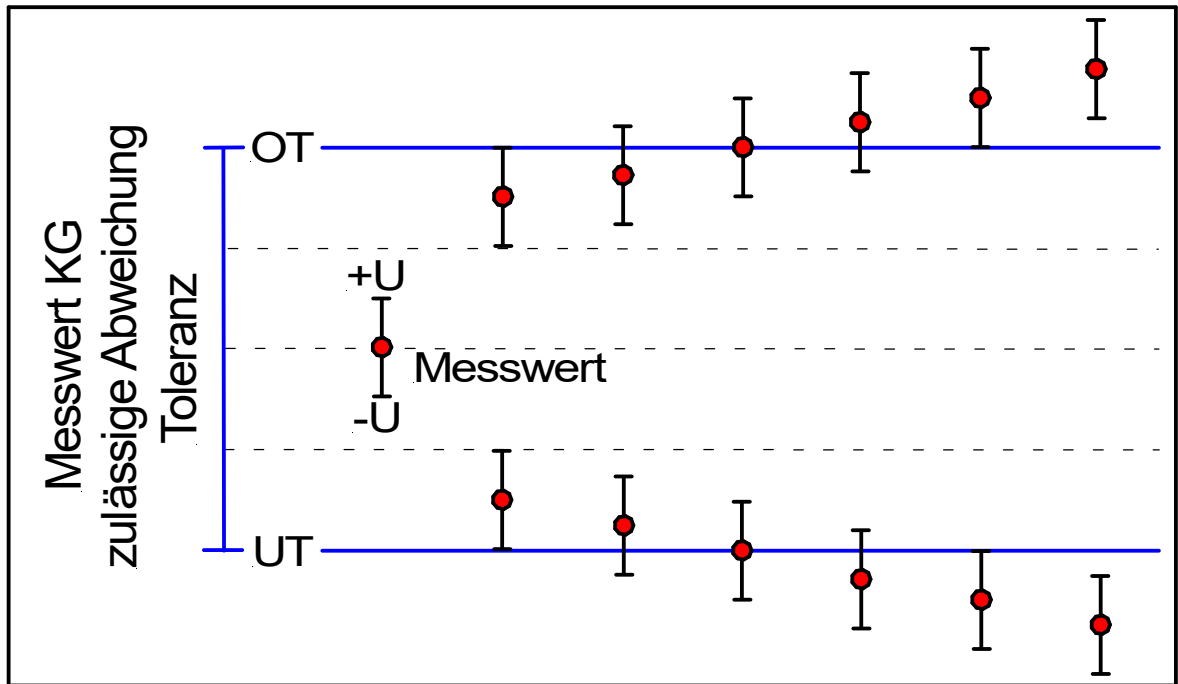 Messwert KG
zulässige Abweichung
Toleranz
OT
+U
Messwert
-U
UT